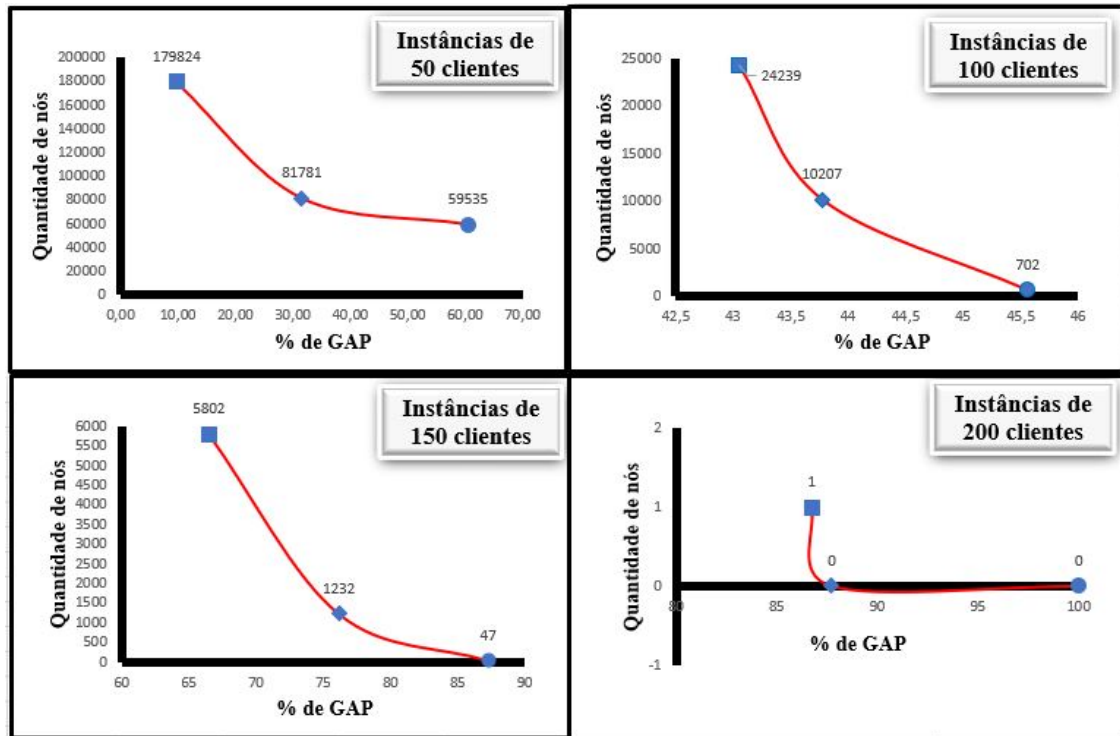 Instâncias de
50 clientes
Quantidade de nós
200000
180000
160000
140000
120000
100000
80000
60000
40000
20000
0
179824
81781
59535
0,00 10,00 20,00 30,00 40,00 50,00 60,00 70,00
% de GAP
Instâncias de
100 clientes
Quantidade de nós
25000
20000
15000
10000
5000
0
24239
10207
702
42,5 43 43,5 44 44,5 45 45,5 46
% de GAP
Instâncias de
150 clientes
Quantidade de nós
5802
6000
5500
5000
4500
4000
3500
3000
2500
2000
1500
1000
500
0
1232
47
60 65 70 75 80 85 90
% de GAP
Instâncias de
200 clientes
Quantidade de nós
2
1
0
-1
1
0
0
80 85 90 95 100
% de GAP